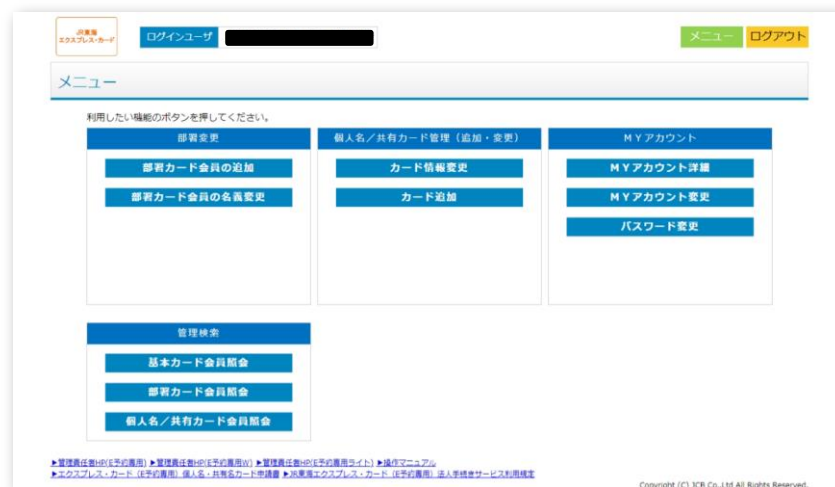 JR東海
エクスプレス・カード
ログインユーザ
メニュー ログアウト
メニュー
利用したい機能のボタンを押してください。
部署変更
部署カード会員の追加
部署カード会員の名義変更
個人名／共有カード管理（追加・変更）
カード情報変更
カード追加
ＭＹアカウント
ＭＹアカウント詳細
ＭＹアカウント変更
パスワード変更
管理検索
基本カード会員照会
部署カード会員照会
個人名／共有カード会員照会
▶管理責任者HP(E予約専用) ▶管理責任者HP(E予約専用W) ▶管理責任者HP(E予約専用ライト) ▶操作マニュアル
▶エクスプレス・カード（E予約専用）個人名・共有名カード申請書 ▶JR東海エクスプレス・カード（E予約専用）法人手続きサービス利用規定
Copyright (C) JCB Co.,Ltd All Rights Reserved.